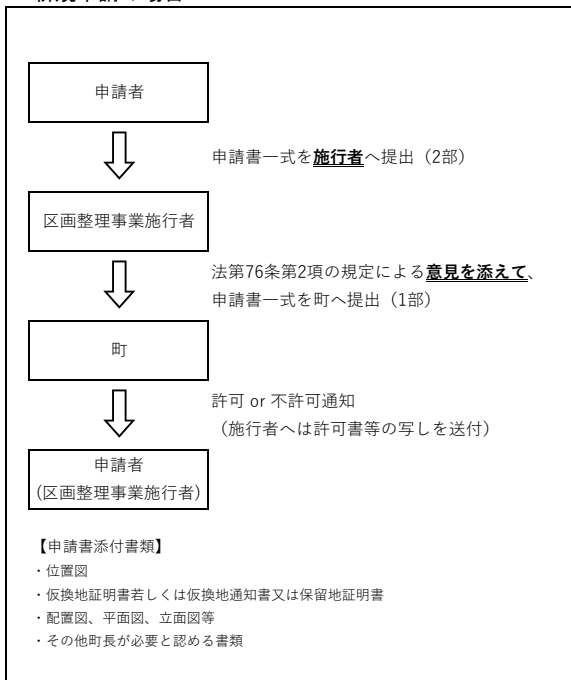 申請者
申請書一式を施行者へ提出（2部）
区画整理事業施行者
法第76条第2項の規定による意見を添えて、
申請書一式を町へ提出（1部）
町
許可 or 不許可通知
（施行者へは許可書等の写しを送付）
申請者
(区画整理事業施行者)
【申請書添付書類】
・位置図
・仮換地証明書若しくは仮換地通知書又は保留地証明書
・配置図、平面図、立面図等
・その他町長が必要と認める書類